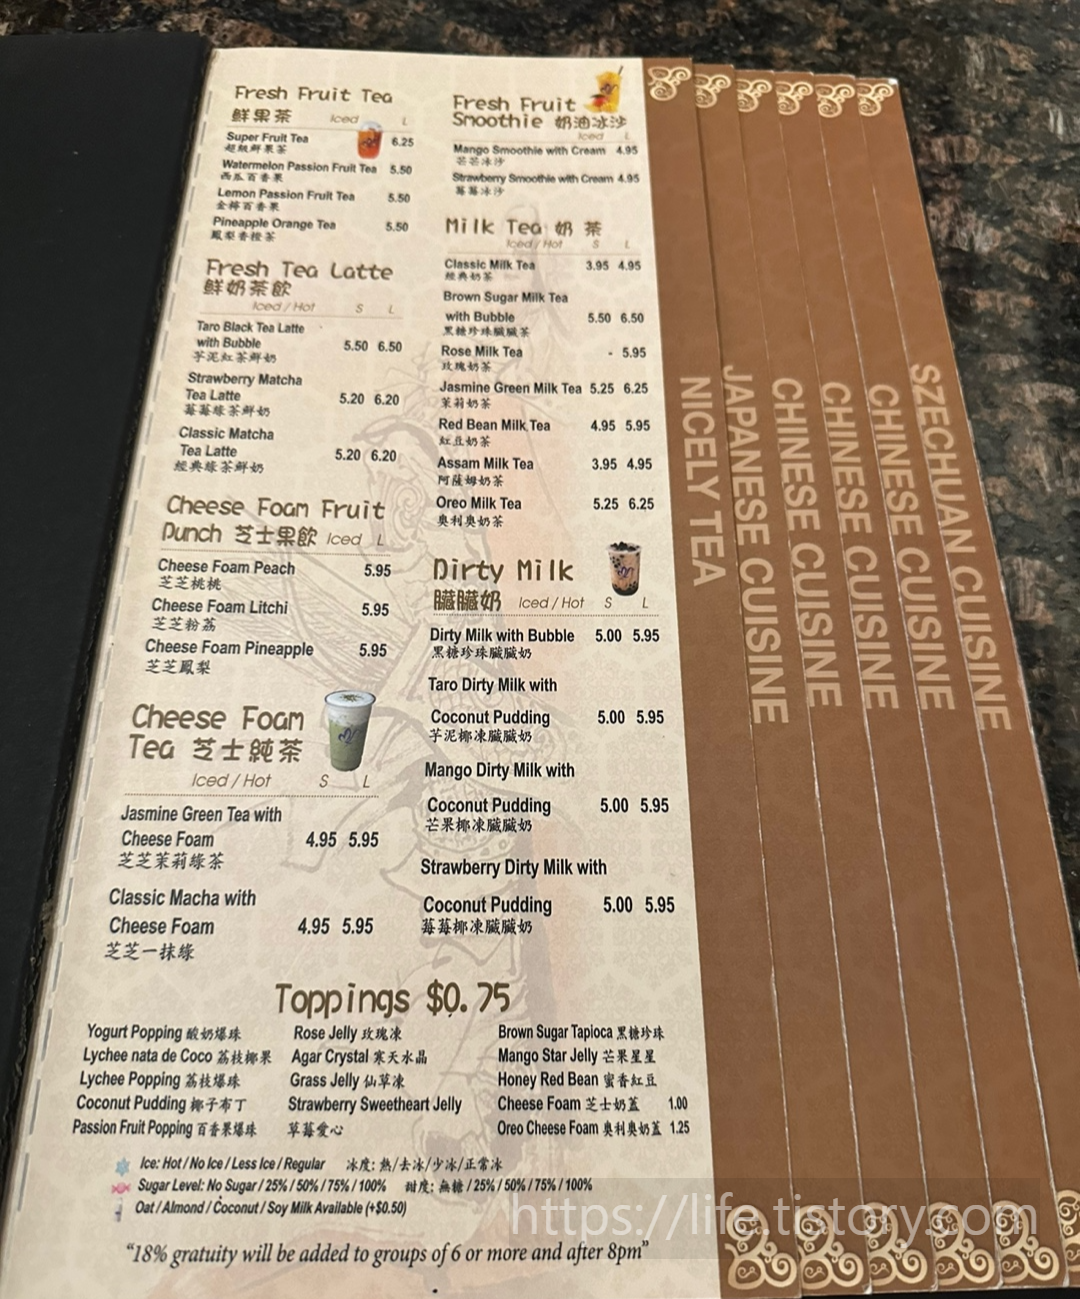 Fresh Fruit Tea
鮮果茶 Iced L
Super Fruit Tea 6.25
超級鮮果茶
Watermelon Passion Fruit Tea 5.50
西瓜百香果
Lemon Passion Fruit Tea 5.50
金檸百香果
Pineapple Orange Tea 5.50
鳳梨香橙茶
Fresh Tea Latte
鮮奶茶飲
Iced / Hot S L
Taro Black Tea Latte
with Bubble 5.50 6.50
芋泥紅茶鮮奶
Strawberry Matcha
Tea Latte 5.20 6.20
莓莓綠茶鮮奶
Classic Matcha
Tea Latte 5.20 6.20
經典綠茶鮮奶
Cheese Foam Fruit
Punch 芝士果飲 Iced L
Cheese Foam Peach 5.95
芝芝桃桃
Cheese Foam Litchi 5.95
芝芝粉荔
Cheese Foam Pineapple 5.95
芝芝鳳梨
Cheese Foam
Tea 芝士純茶
Iced / Hot S L
Jasmine Green Tea with
Cheese Foam 4.95 5.95
芝芝茉莉綠茶
Classic Macha with
Cheese Foam 4.95 5.95
芝芝一抹綠
Fresh Fruit
Smoothie 奶油冰沙
Iced L
Mango Smoothie with Cream 4.95
芒芒冰沙
Strawberry Smoothie with Cream 4.95
莓莓冰沙
Milk Tea 奶茶
Iced / Hot S L
Classic Milk Tea 3.95 4.95
經典奶茶
Brown Sugar Milk Tea
with Bubble 5.50 6.50
黑糖珍珠臟臟茶
Rose Milk Tea - 5.95
玫瑰奶茶
Jasmine Green Milk Tea 5.25 6.25
茉莉奶茶
Red Bean Milk Tea 4.95 5.95
紅豆奶茶
Assam Milk Tea 3.95 4.95
阿薩姆奶茶
Oreo Milk Tea 5.25 6.25
奧利奧奶茶
Dirty Milk
臟臟奶 Iced / Hot S L
Dirty Milk with Bubble 5.00 5.95
黑糖珍珠臟臟奶
Taro Dirty Milk with
Coconut Pudding 5.00 5.95
芋泥椰凍臟臟奶
Mango Dirty Milk with
Coconut Pudding 5.00 5.95
芒果椰凍臟臟奶
Strawberry Dirty Milk with
Coconut Pudding 5.00 5.95
莓莓椰凍臟臟奶
Toppings $0.75
Yogurt Popping 酸奶爆珠
Lychee nata de Coco 荔枝椰果
Lychee Popping 荔枝爆珠
Coconut Pudding 椰子布丁
Passion Fruit Popping 百香果爆珠
Rose Jelly 玫瑰凍
Agar Crystal 寒天水晶
Grass Jelly 仙草凍
Strawberry Sweetheart Jelly
草莓愛心
Brown Sugar Tapioca 黑糖珍珠
Mango Star Jelly 芒果星星
Honey Red Bean 蜜香紅豆
Cheese Foam 芝士奶蓋 1.00
Oreo Cheese Foam 奧利奧奶蓋 1.25
Ice: Hot / No Ice / Less Ice / Regular 冰度: 熱/去冰/少冰/正常冰
Sugar Level: No Sugar / 25% / 50% / 75% / 100% 甜度: 無糖 / 25% / 50% / 75% / 100%
Oat / Almond / Coconut / Soy Milk Available (+$0.50)
"18% gratuity will be added to groups of 6 or more and after 8pm"
NICELY TEA
JAPANESE CUISINE
CHINESE CUISINE
CHINESE CUISINE
CHINESE CUISINE
SZECHUAN CUISINE
https://life.tistory.com